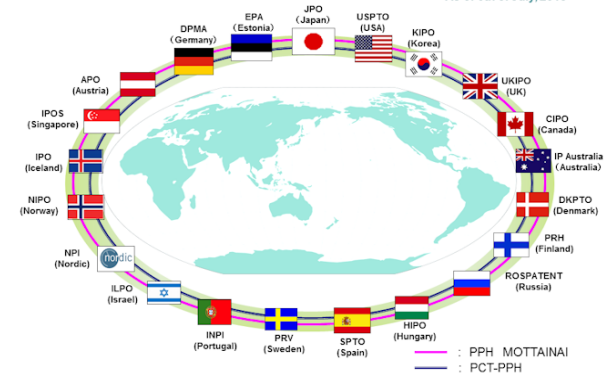 JPO
(Japan)
USPTO
(USA)
KIPO
(Korea)
UKIPO
(UK)
CIPO
(Canada)
IP Australia
(Australia)
DKPTO
(Denmark)
PRH
(Finland)
ROSPATENT
(Russia)
HIPO
(Hungary)
SPTO
(Spain)
PRV
(Sweden)
INPI
(Portugal)
ILPO
(Israel)
NPI
(Nordic)
nordic
NIPO
(Norway)
IPO
(Iceland)
IPOS
(Singapore)
APO
(Austria)
DPMA
(Germany)
EPA
(Estonia)
: PPH MOTTAINAI
: PCT-PPH